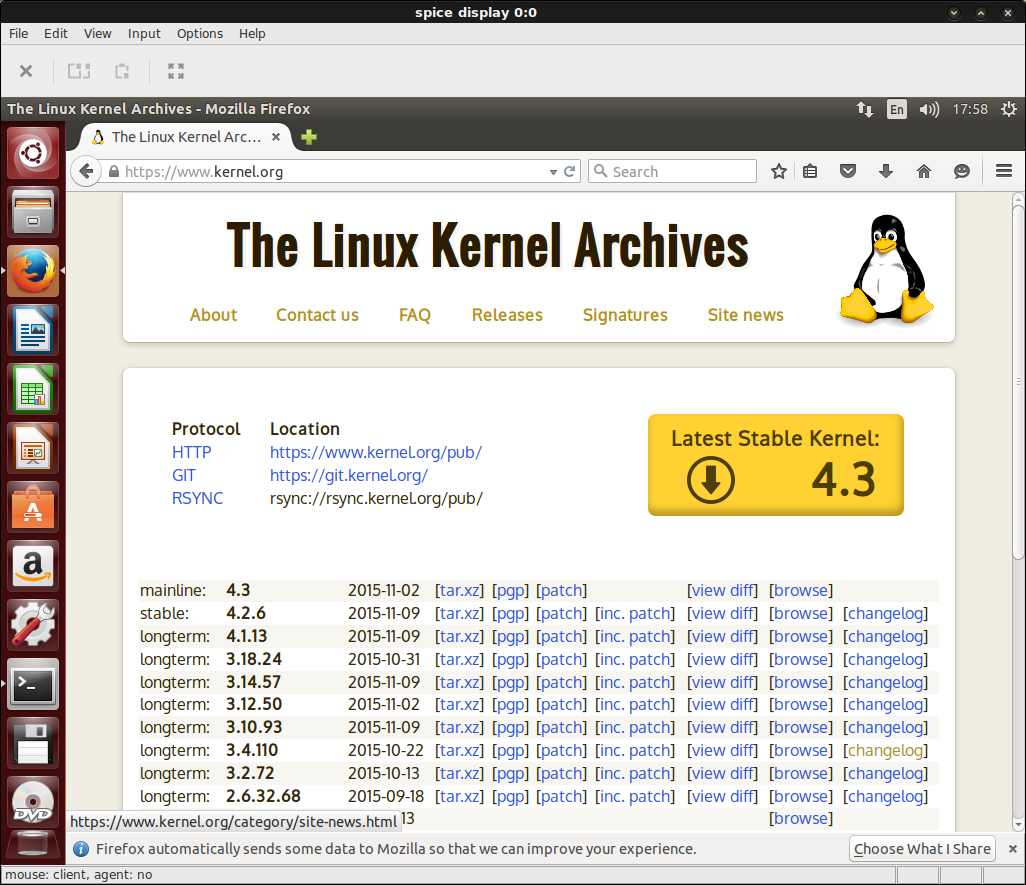 spice display 0:0
File Edit View Input Options Help
The Linux Kernel Archives - Mozilla Firefox En 17:58
The Linux Kernel Arc...
https://www.kernel.org Search
The Linux Kernel Archives
About Contact us FAQ Releases Signatures Site news
Protocol Location
HTTP https://www.kernel.org/pub/
GIT https://git.kernel.org/
RSYNC rsync://rsync.kernel.org/pub/
Latest Stable Kernel:
4.3
mainline: 4.3 2015-11-02 [tar.xz] [pgp] [patch] [view diff] [browse]
stable: 4.2.6 2015-11-09 [tar.xz] [pgp] [patch] [inc. patch] [view diff] [browse] [changelog]
longterm: 4.1.13 2015-11-09 [tar.xz] [pgp] [patch] [inc. patch] [view diff] [browse] [changelog]
longterm: 3.18.24 2015-10-31 [tar.xz] [pgp] [patch] [inc. patch] [view diff] [browse] [changelog]
longterm: 3.14.57 2015-11-09 [tar.xz] [pgp] [patch] [inc. patch] [view diff] [browse] [changelog]
longterm: 3.12.50 2015-11-02 [tar.xz] [pgp] [patch] [inc. patch] [view diff] [browse] [changelog]
longterm: 3.10.93 2015-11-09 [tar.xz] [pgp] [patch] [inc. patch] [view diff] [browse] [changelog]
longterm: 3.4.110 2015-10-22 [tar.xz] [pgp] [patch] [inc. patch] [view diff] [browse] [changelog]
longterm: 3.2.72 2015-10-13 [tar.xz] [pgp] [patch] [inc. patch] [view diff] [browse] [changelog]
longterm: 2.6.32.68 2015-09-18 [tar.xz] [pgp] [patch] [inc. patch] [view diff] [browse] [changelog]
13 [browse]
https://www.kernel.org/category/site-news.html
Firefox automatically sends some data to Mozilla so that we can improve your experience. Choose What I Share
mouse: client, agent: no
a
A
>_
DVD